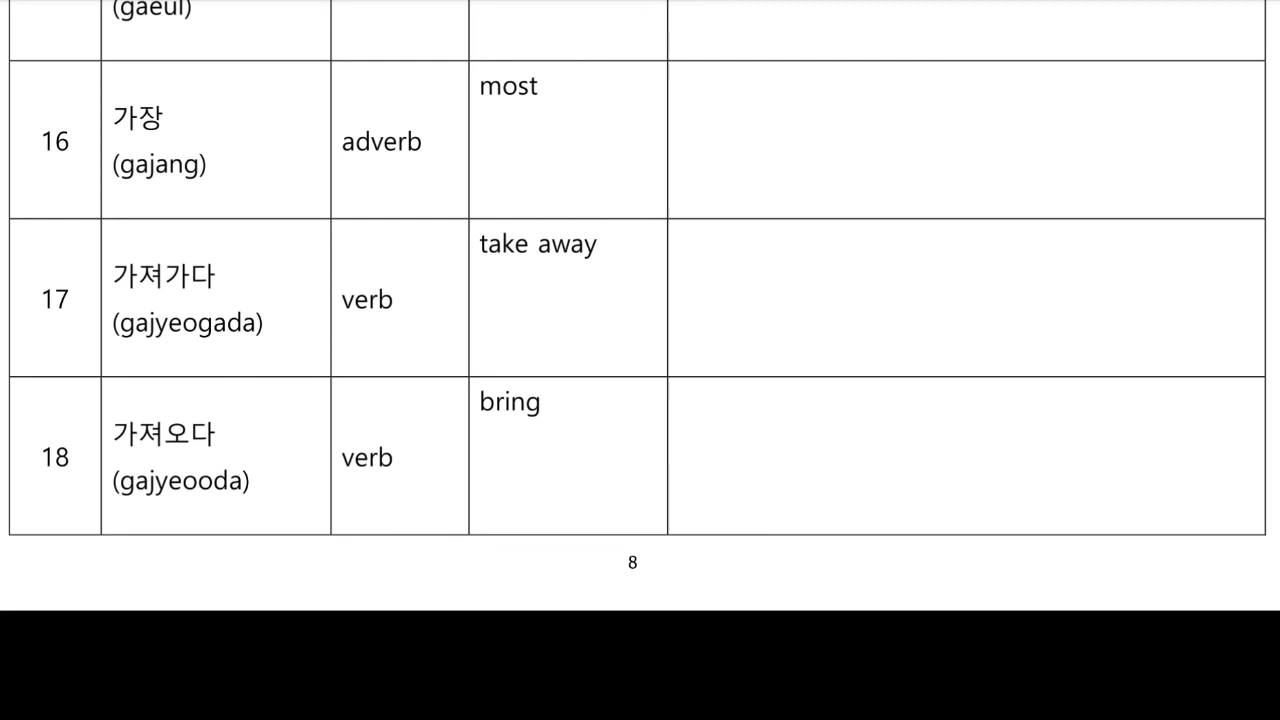 (gaeul)
16
가장
(gajang)
adverb
most
17
가져가다
(gajyeogada)
verb
take away
18
가져오다
(gajyeooda)
verb
bring
8